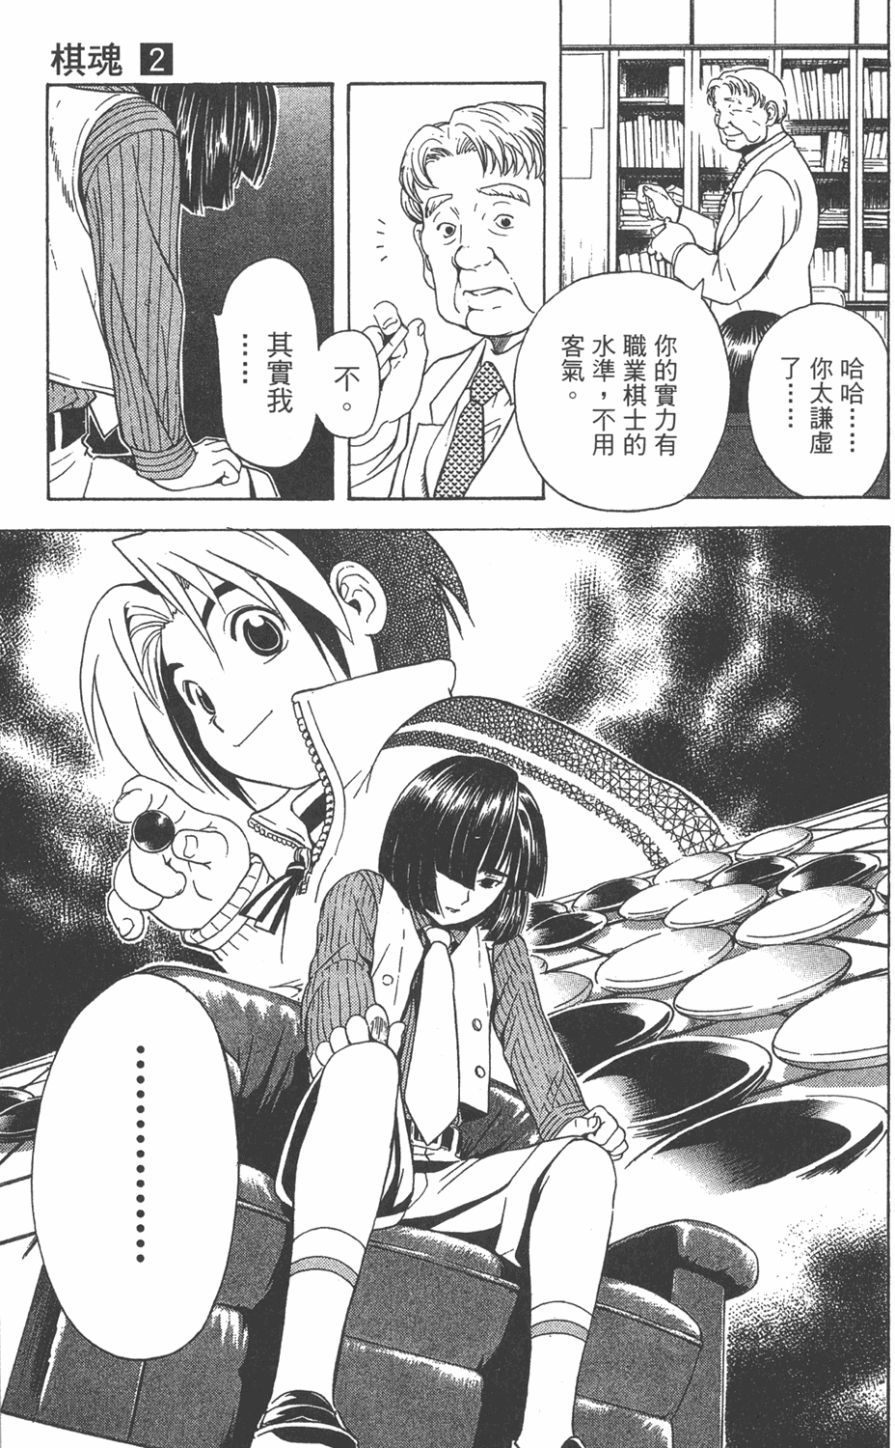 棋魂 2
哈哈……
你太謙虛
了……
你的實力有
職業棋士的
水準，不用
客氣。
不。
其實我
……
…………